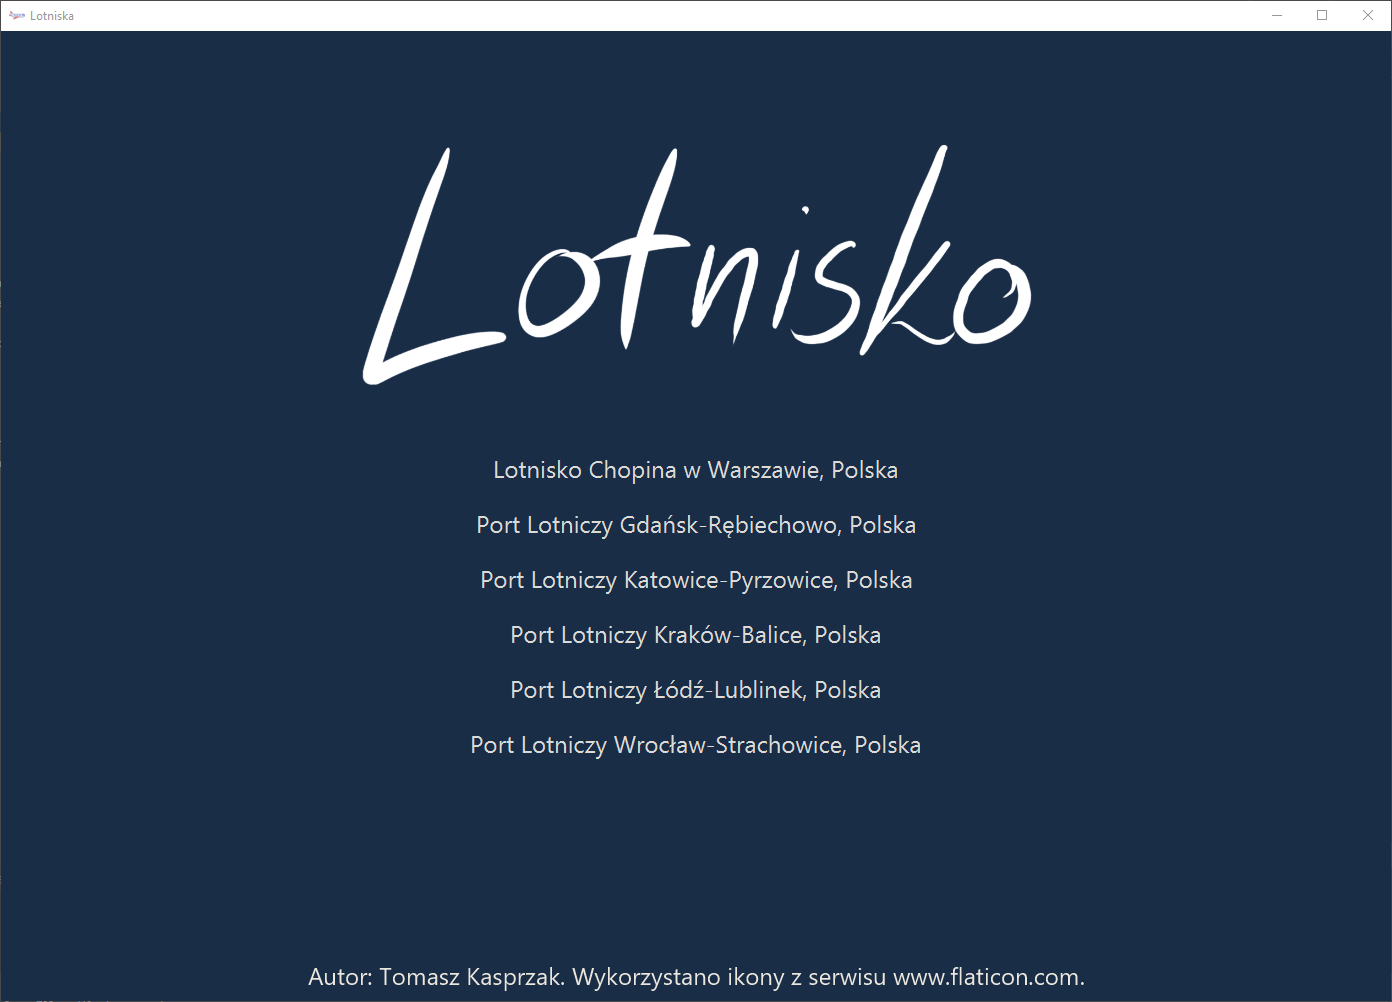 Lotniska
Lotnisko
Lotnisko Chopina w Warszawie, Polska
Port Lotniczy Gdańsk-Rębiechowo, Polska
Port Lotniczy Katowice-Pyrzowice, Polska
Port Lotniczy Kraków-Balice, Polska
Port Lotniczy Łódź-Lublinek, Polska
Port Lotniczy Wrocław-Strachowice, Polska
Autor: Tomasz Kasprzak. Wykorzystano ikony z serwisu www.flaticon.com.